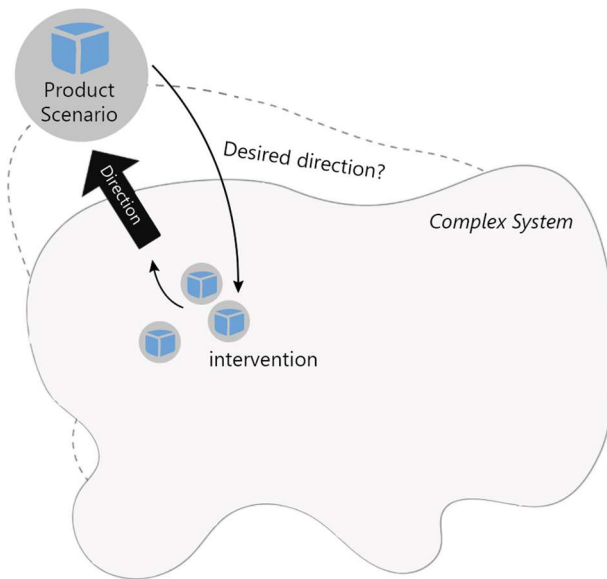 Product
Scenario
Direction
Desired direction?
Complex System
intervention